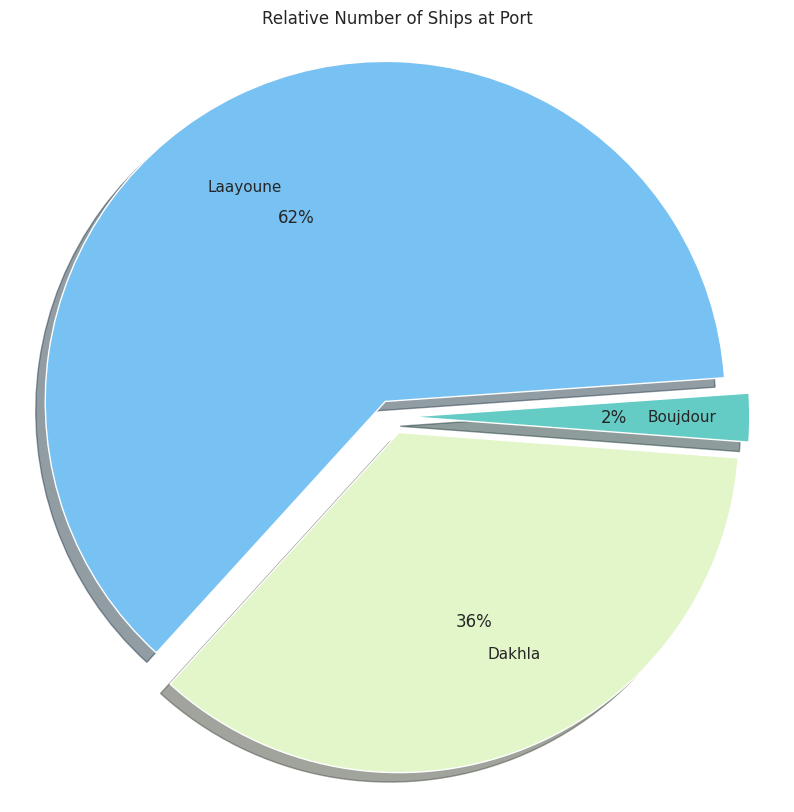 Relative Number of Ships at Port
Laayoune
62%
2%
Boujdour
36%
Dakhla